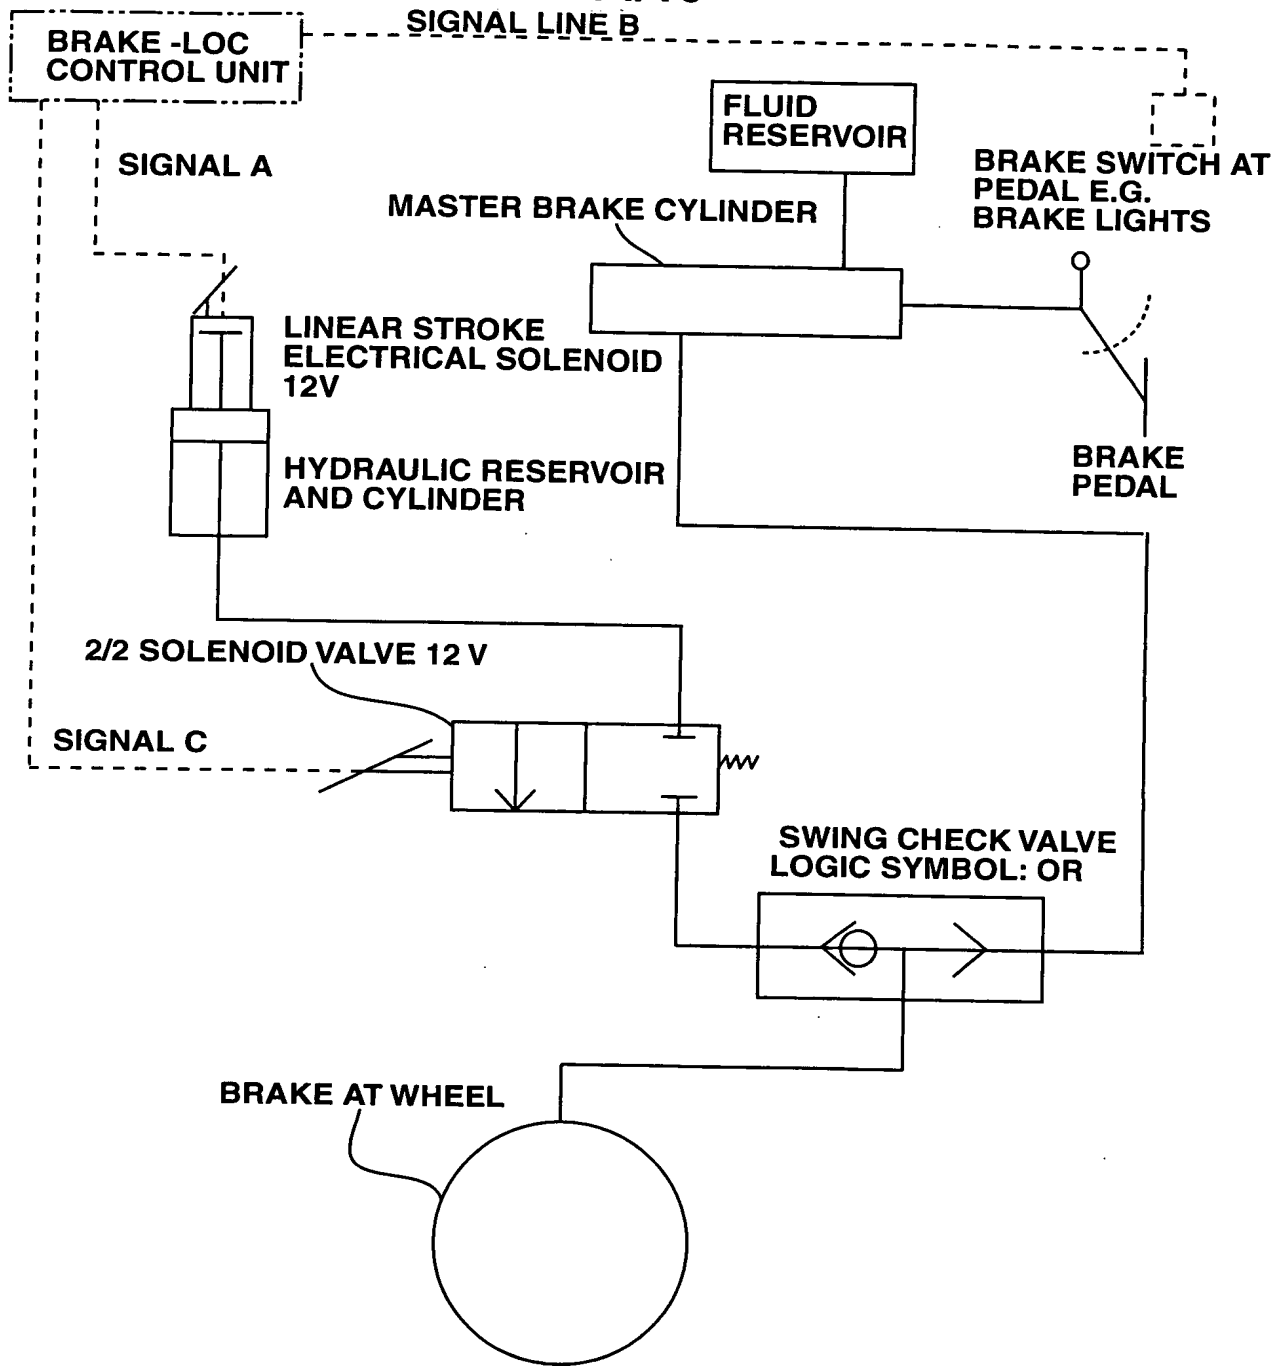 SIGNAL LINE B
BRAKE -LOC
CONTROL UNIT
FLUID
RESERVOIR
SIGNAL A
BRAKE SWITCH AT
PEDAL E.G.
BRAKE LIGHTS
MASTER BRAKE CYLINDER
LINEAR STROKE
ELECTRICAL SOLENOID
12V
HYDRAULIC RESERVOIR
AND CYLINDER
BRAKE
PEDAL
2/2 SOLENOID VALVE 12 V
SIGNAL C
SWING CHECK VALVE
LOGIC SYMBOL: OR
BRAKE AT WHEEL